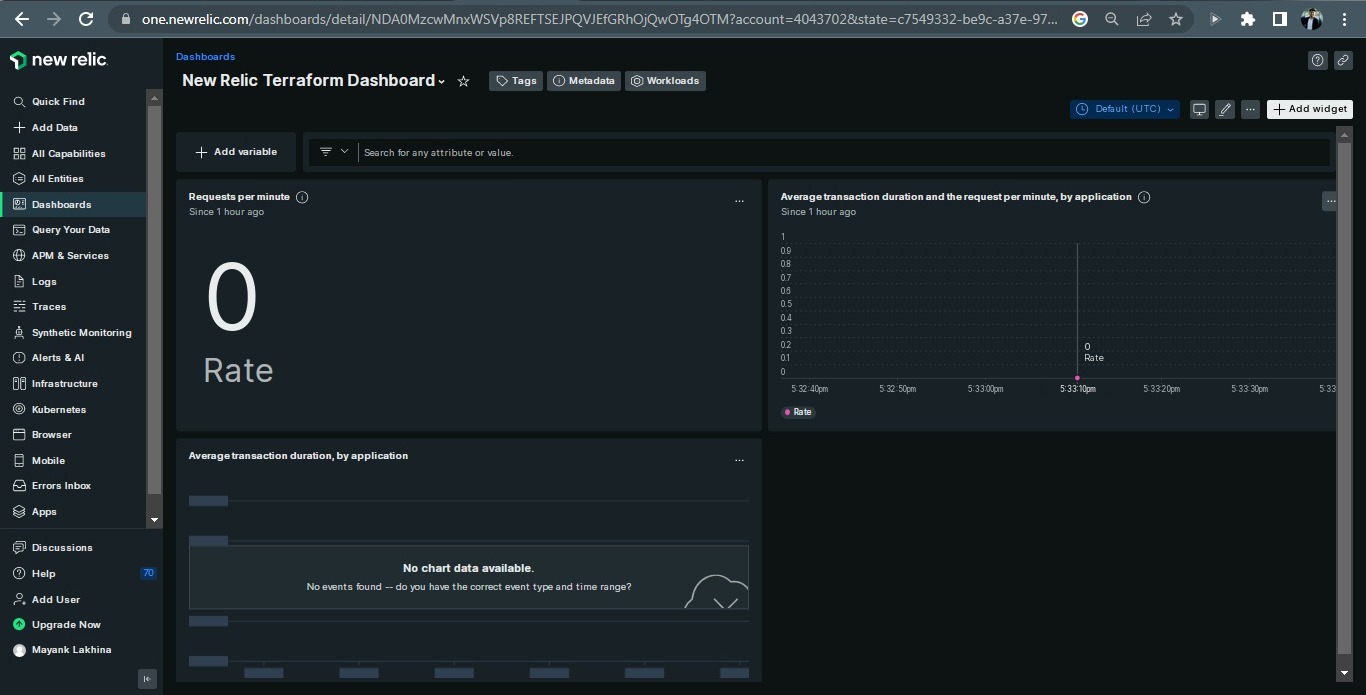 one.newrelic.com/dashboards/detail/NDA0MzcwMnxWSVp8REFTSEJPQVJEfGRhOjQwOTg4OTM?account=4043702&state=c7549332-be9c-a37e-97...
new relic.
Quick Find
Add Data
All Capabilities
All Entities
Dashboards
Query Your Data
APM & Services
Logs
Traces
Synthetic Monitoring
Alerts & AI
Infrastructure
Kubernetes
Browser
Mobile
Errors Inbox
Apps
Discussions
Help 70
Add User
Upgrade Now
Mayank Lakhina
Dashboards
New Relic Terraform Dashboard
Tags Metadata Workloads
Default (UTC) ... Add widget
Add variable
Search for any attribute or value.
Requests per minute
Since 1 hour ago
...
0
Rate
Average transaction duration and the request per minute, by application
Since 1 hour ago
...
1
0.9
0.8
0.7
0.6
0.5
0.4
0.3
0.2
0.1
0
0
Rate
5:32:40pm 5:32:50pm 5:33:00pm 5:33:10pm 5:33:20pm 5:33:30pm 5:33
Rate
Average transaction duration, by application
...
No chart data available.
No events found -- do you have the correct event type and time range?